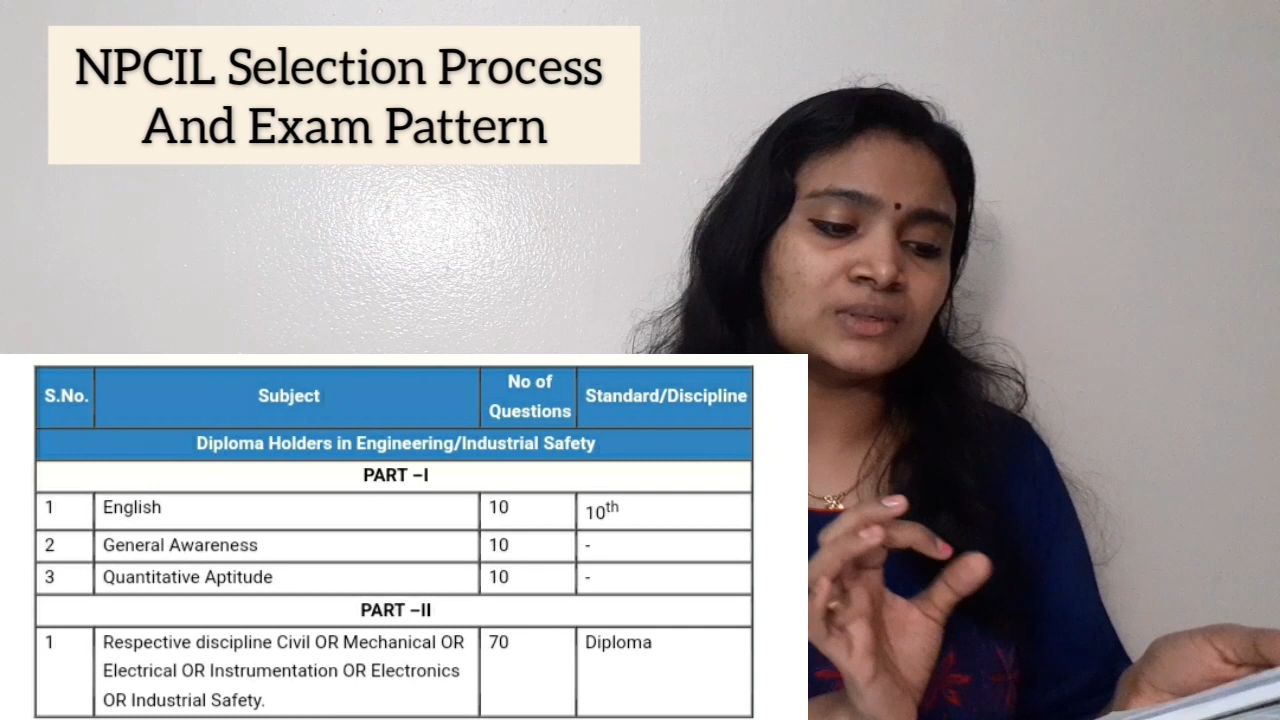 NPCIL Selection Process
And Exam Pattern
S.No. Subject No of Questions Standard/Discipline
Diploma Holders in Engineering/Industrial Safety
PART –I
1 English 10 10th
2 General Awareness 10 -
3 Quantitative Aptitude 10 -
PART –II
1 Respective discipline Civil OR Mechanical OR 70 Diploma
Electrical OR Instrumentation OR Electronics
OR Industrial Safety.